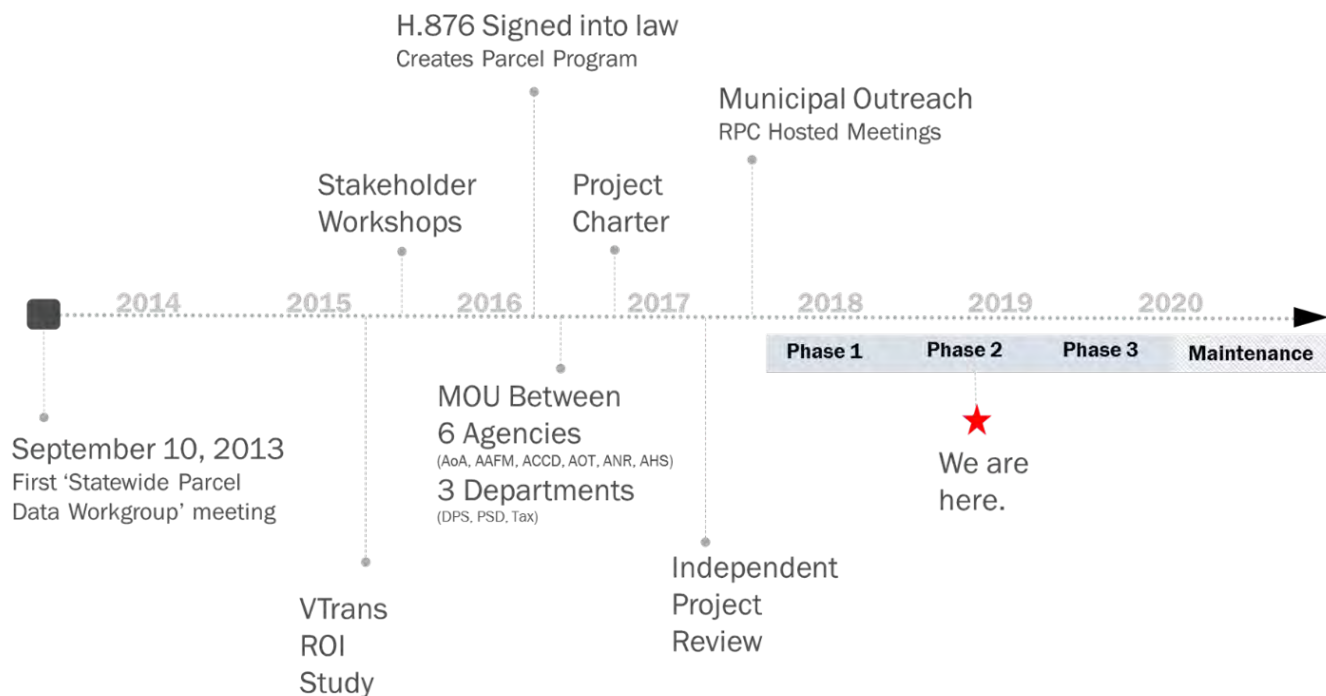 H.876 Signed into law
Creates Parcel Program
Municipal Outreach
RPC Hosted Meetings
Stakeholder
Workshops
Project
Charter
2014 2015 2016 2017 2018 2019 2020
Phase 1 Phase 2 Phase 3 Maintenance
September 10, 2013
First ‘Statewide Parcel
Data Workgroup’ meeting
MOU Between
6 Agencies
(AoA, AAFM, ACCD, AOT, ANR, AHS)
3 Departments
(DPS, PSD, Tax)
We are
here.
VTrans
ROI
Study
Independent
Project
Review